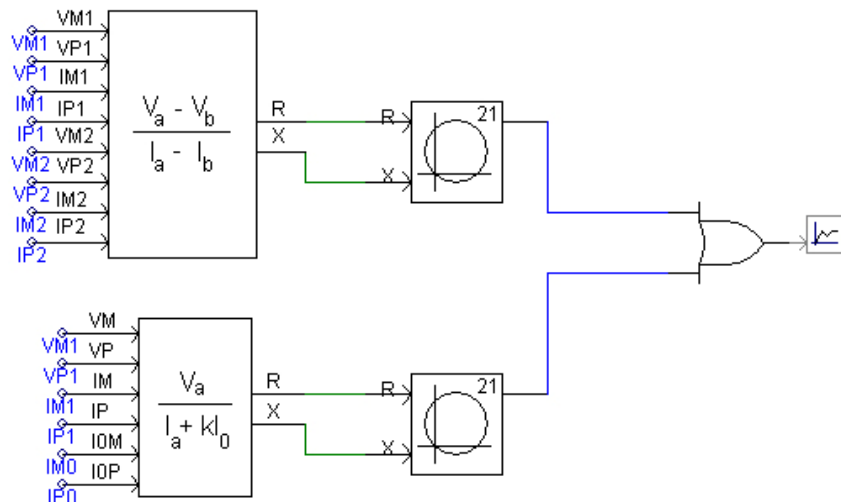 VM1
VM1
VP1
VP1
IM1
IM1
IP1
IP1
VM2
VM2
VP2
VP2
IM2
IM2
IP2
IP2
Va - Vb
Ia - Ib
R
X
R
X
21
VM
VM1
VP
VP1
IM
IM1
IP
IP1
I0M
IM0
I0P
IP0
Va
Ia + kI0
R
X
R
X
21